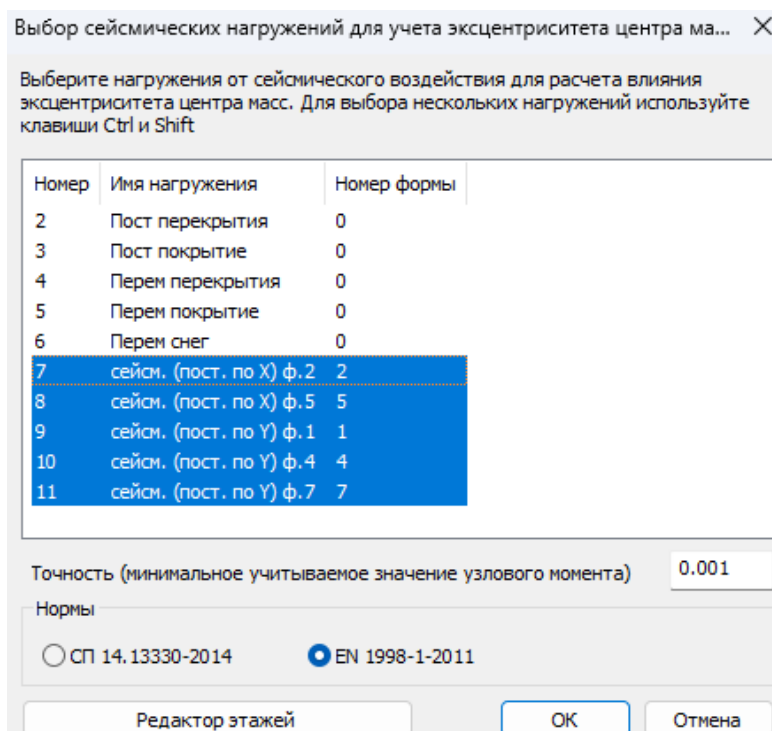 Выбор сейсмических нагружений для учета эксцентриситета центра ма...
Выберите нагружения от сейсмического воздействия для расчета влияния
эксцентриситета центра масс. Для выбора нескольких нагружений используйте
клавиши Ctrl и Shift
Номер Имя нагружения Номер формы
2 Пост перекрытия 0
3 Пост покрытие 0
4 Перем перекрытия 0
5 Перем покрытие 0
6 Перем снег 0
7 сейсм. (пост. по X) ф.2 2
8 сейсм. (пост. по X) ф.5 5
9 сейсм. (пост. по Y) ф.1 1
10 сейсм. (пост. по Y) ф.4 4
11 сейсм. (пост. по Y) ф.7 7
Точность (минимальное учитываемое значение узлового момента) 0.001
Нормы
СП 14.13330-2014 EN 1998-1-2011
Редактор этажей ОК Отмена